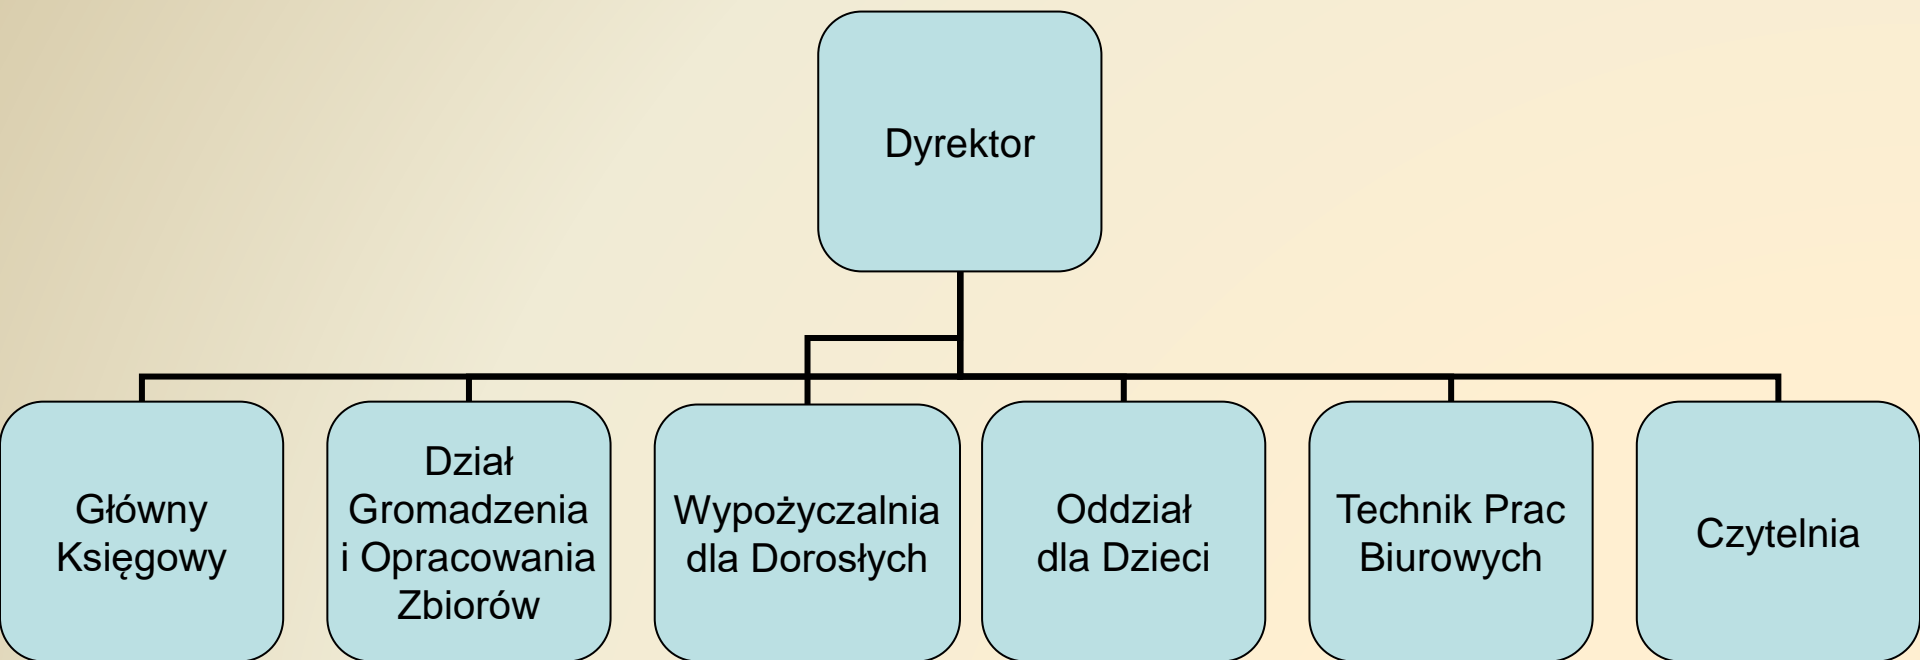 Dyrektor
Główny
Księgowy
Dział
Gromadzenia
i Opracowania
Zbiorów
Wypożyczalnia
dla Dorosłych
Oddział
dla Dzieci
Technik Prac
Biurowych
Czytelnia